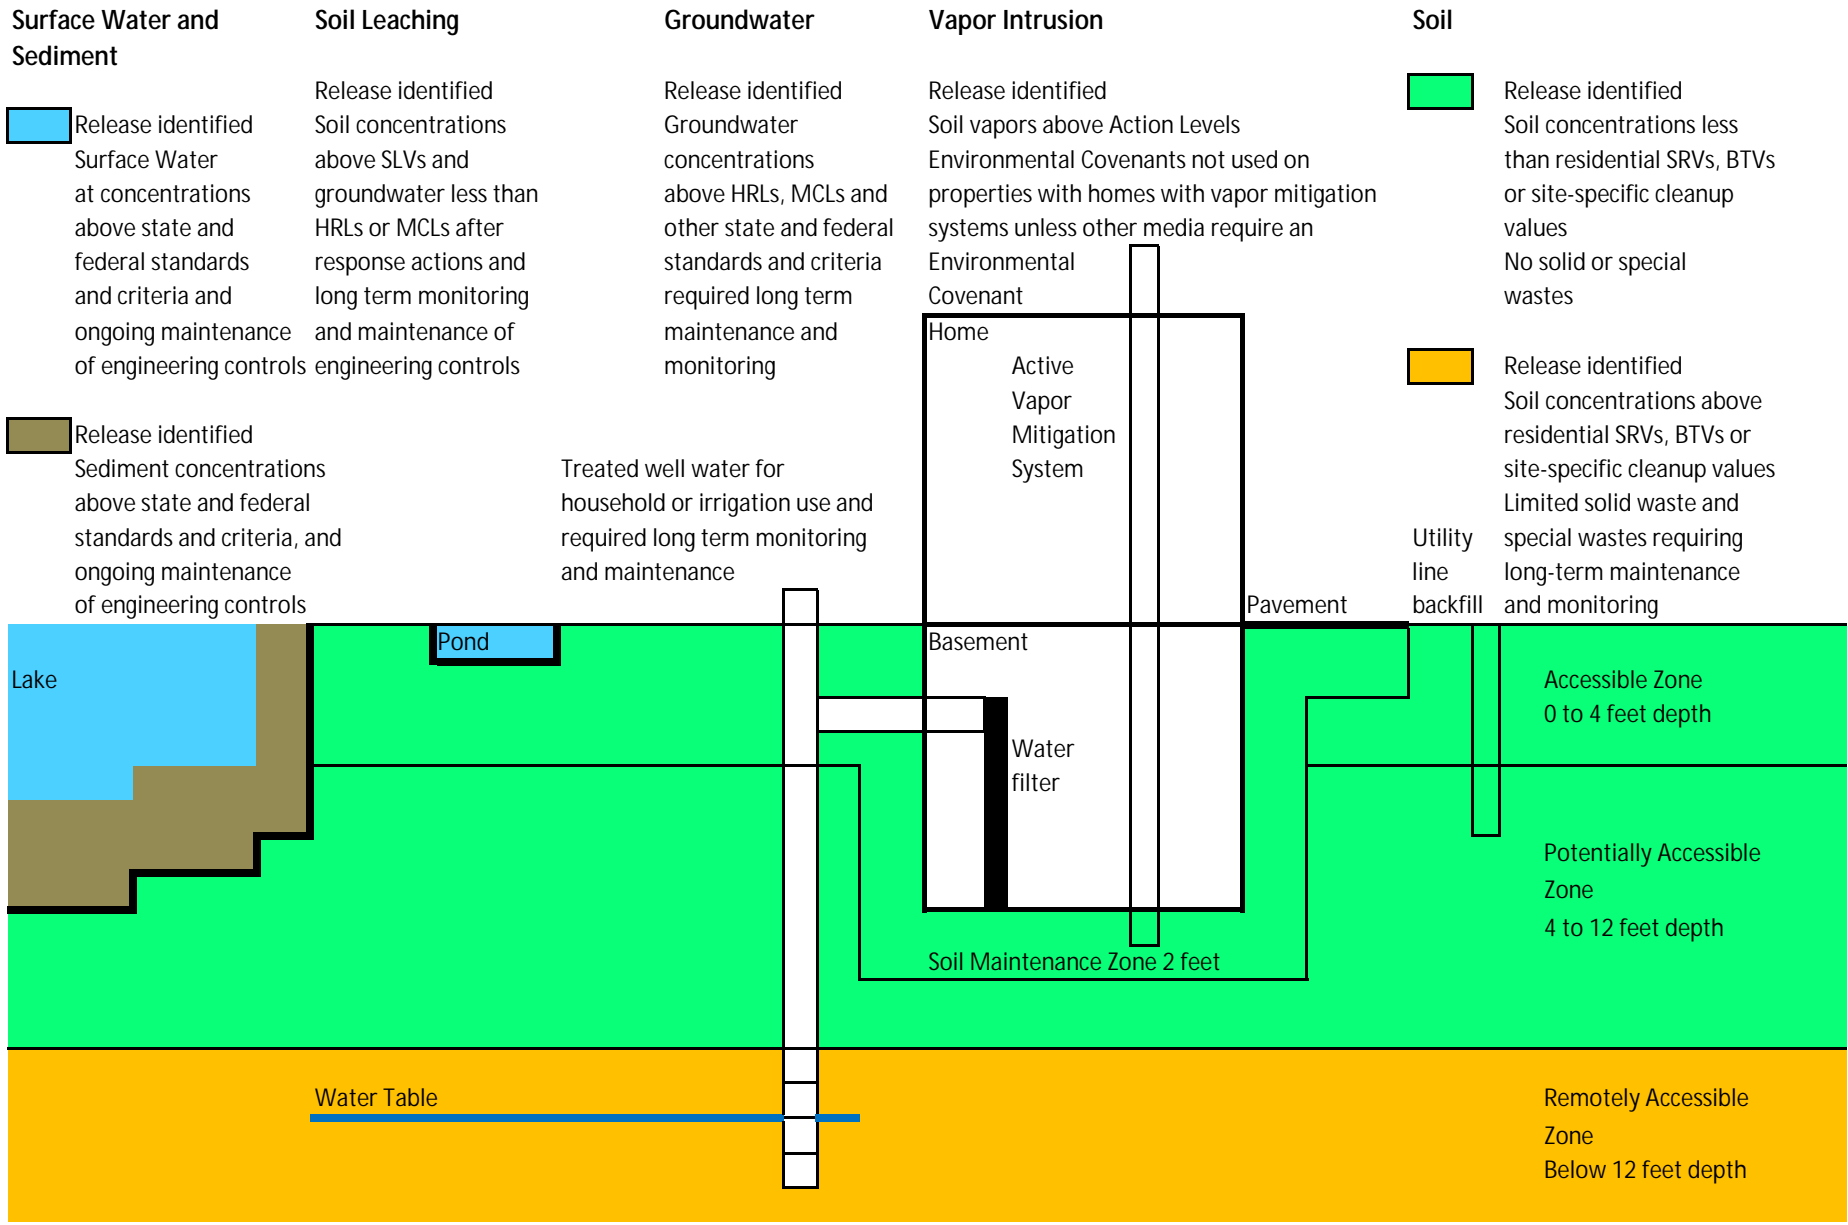 Surface Water and
Sediment
Release identified
Surface Water
at concentrations
above state and
federal standards
and criteria and
ongoing maintenance
of engineering controls
Release identified
Sediment concentrations
above state and federal
standards and criteria, and
ongoing maintenance
of engineering controls
Soil Leaching
Release identified
Soil concentrations
above SLVs and
groundwater less than
HRLs or MCLs after
response actions and
long term monitoring
and maintenance of
engineering controls
Groundwater
Release identified
Groundwater
concentrations
above HRLs, MCLs and
other state and federal
standards and criteria
required long term
maintenance and
monitoring
Treated well water for
household or irrigation use and
required long term monitoring
and maintenance
Vapor Intrusion
Release identified
Soil vapors above Action Levels
Environmental Covenants not used on
properties with homes with vapor mitigation
systems unless other media require an
Environmental
Covenant
Home
Active
Vapor
Mitigation
System
Soil
Release identified
Soil concentrations less
than residential SRVs, BTVs
or site-specific cleanup
values
No solid or special
wastes
Release identified
Soil concentrations above
residential SRVs, BTVs or
site-specific cleanup values
Limited solid waste and
special wastes requiring
long-term maintenance
and monitoring
Utility
line
backfill
Pavement
Lake
Pond
Basement
Water
filter
Soil Maintenance Zone 2 feet
Accessible Zone
0 to 4 feet depth
Potentially Accessible
Zone
4 to 12 feet depth
Water Table
Remotely Accessible
Zone
Below 12 feet depth